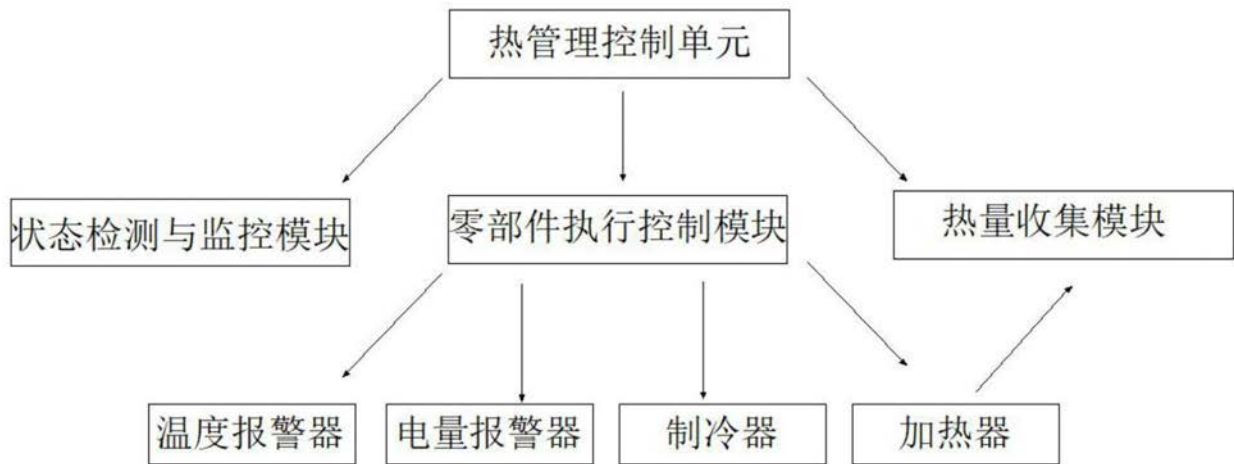 热管理控制单元
状态检测与监控模块
零部件执行控制模块
热量收集模块
温度报警器
电量报警器
制冷器
加热器